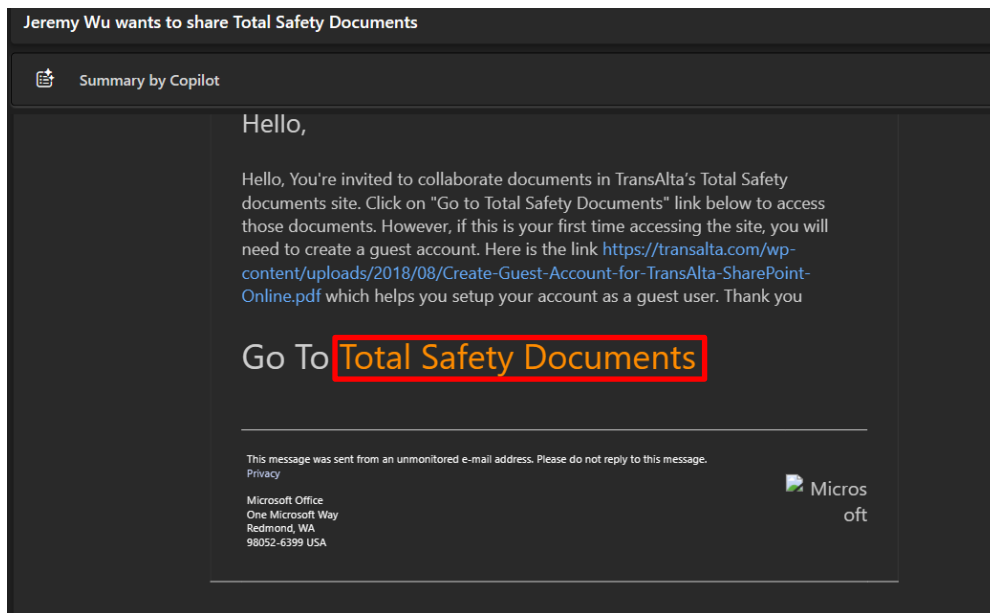 Jeremy Wu wants to share Total Safety Documents
Summary by Copilot
Hello,
Hello, You're invited to collaborate documents in TransAlta's Total Safety
documents site. Click on "Go to Total Safety Documents" link below to access
those documents. However, if this is your first time accessing the site, you will
need to create a guest account. Here is the link https://transalta.com/wp-
content/uploads/2018/08/Create-Guest-Account-for-TransAlta-SharePoint-
Online.pdf which helps you setup your account as a guest user. Thank you
Go To Total Safety Documents
This message was sent from an unmonitored e-mail address. Please do not reply to this message.
Privacy
Microsoft Office
One Microsoft Way
Redmond, WA
98052-6399 USA
Micros
oft